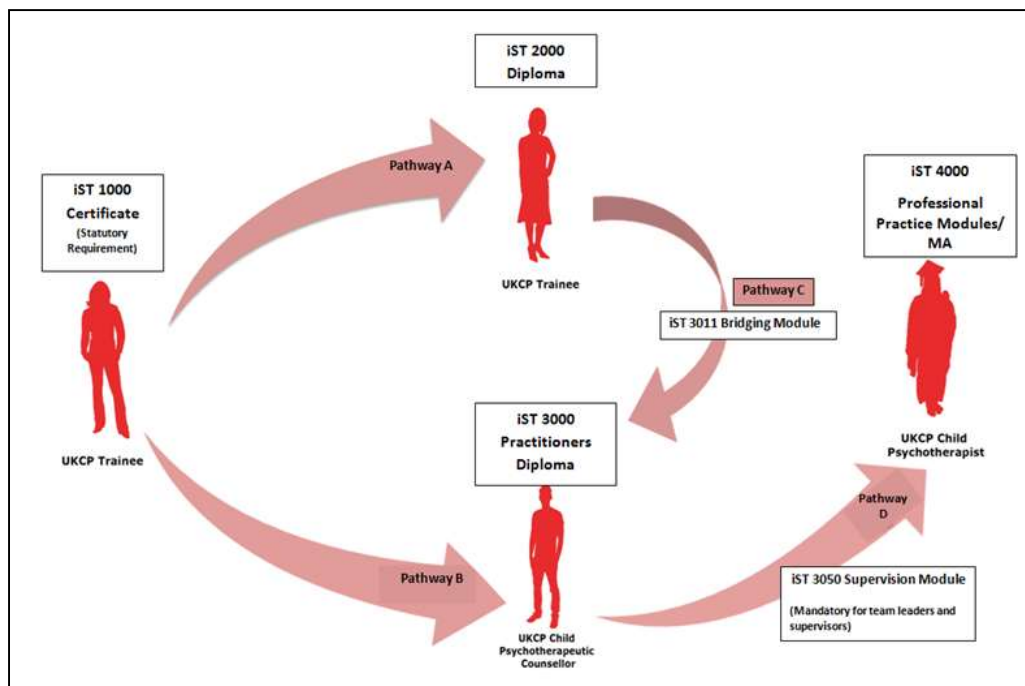 iST 2000
Diploma
Pathway A
UKCP Trainee
iST 1000
Certificate
(Statutory
Requirement)
UKCP Trainee
iST 4000
Professional
Practice Modules/
MA
UKCP Child
Psychotherapist
Pathway C
iST 3011 Bridging Module
iST 3000
Practitioners
Diploma
UKCP Child
Psychotherapeutic
Counsellor
Pathway B
Pathway
D
iST 3050 Supervision Module
(Mandatory for team leaders and
supervisors)